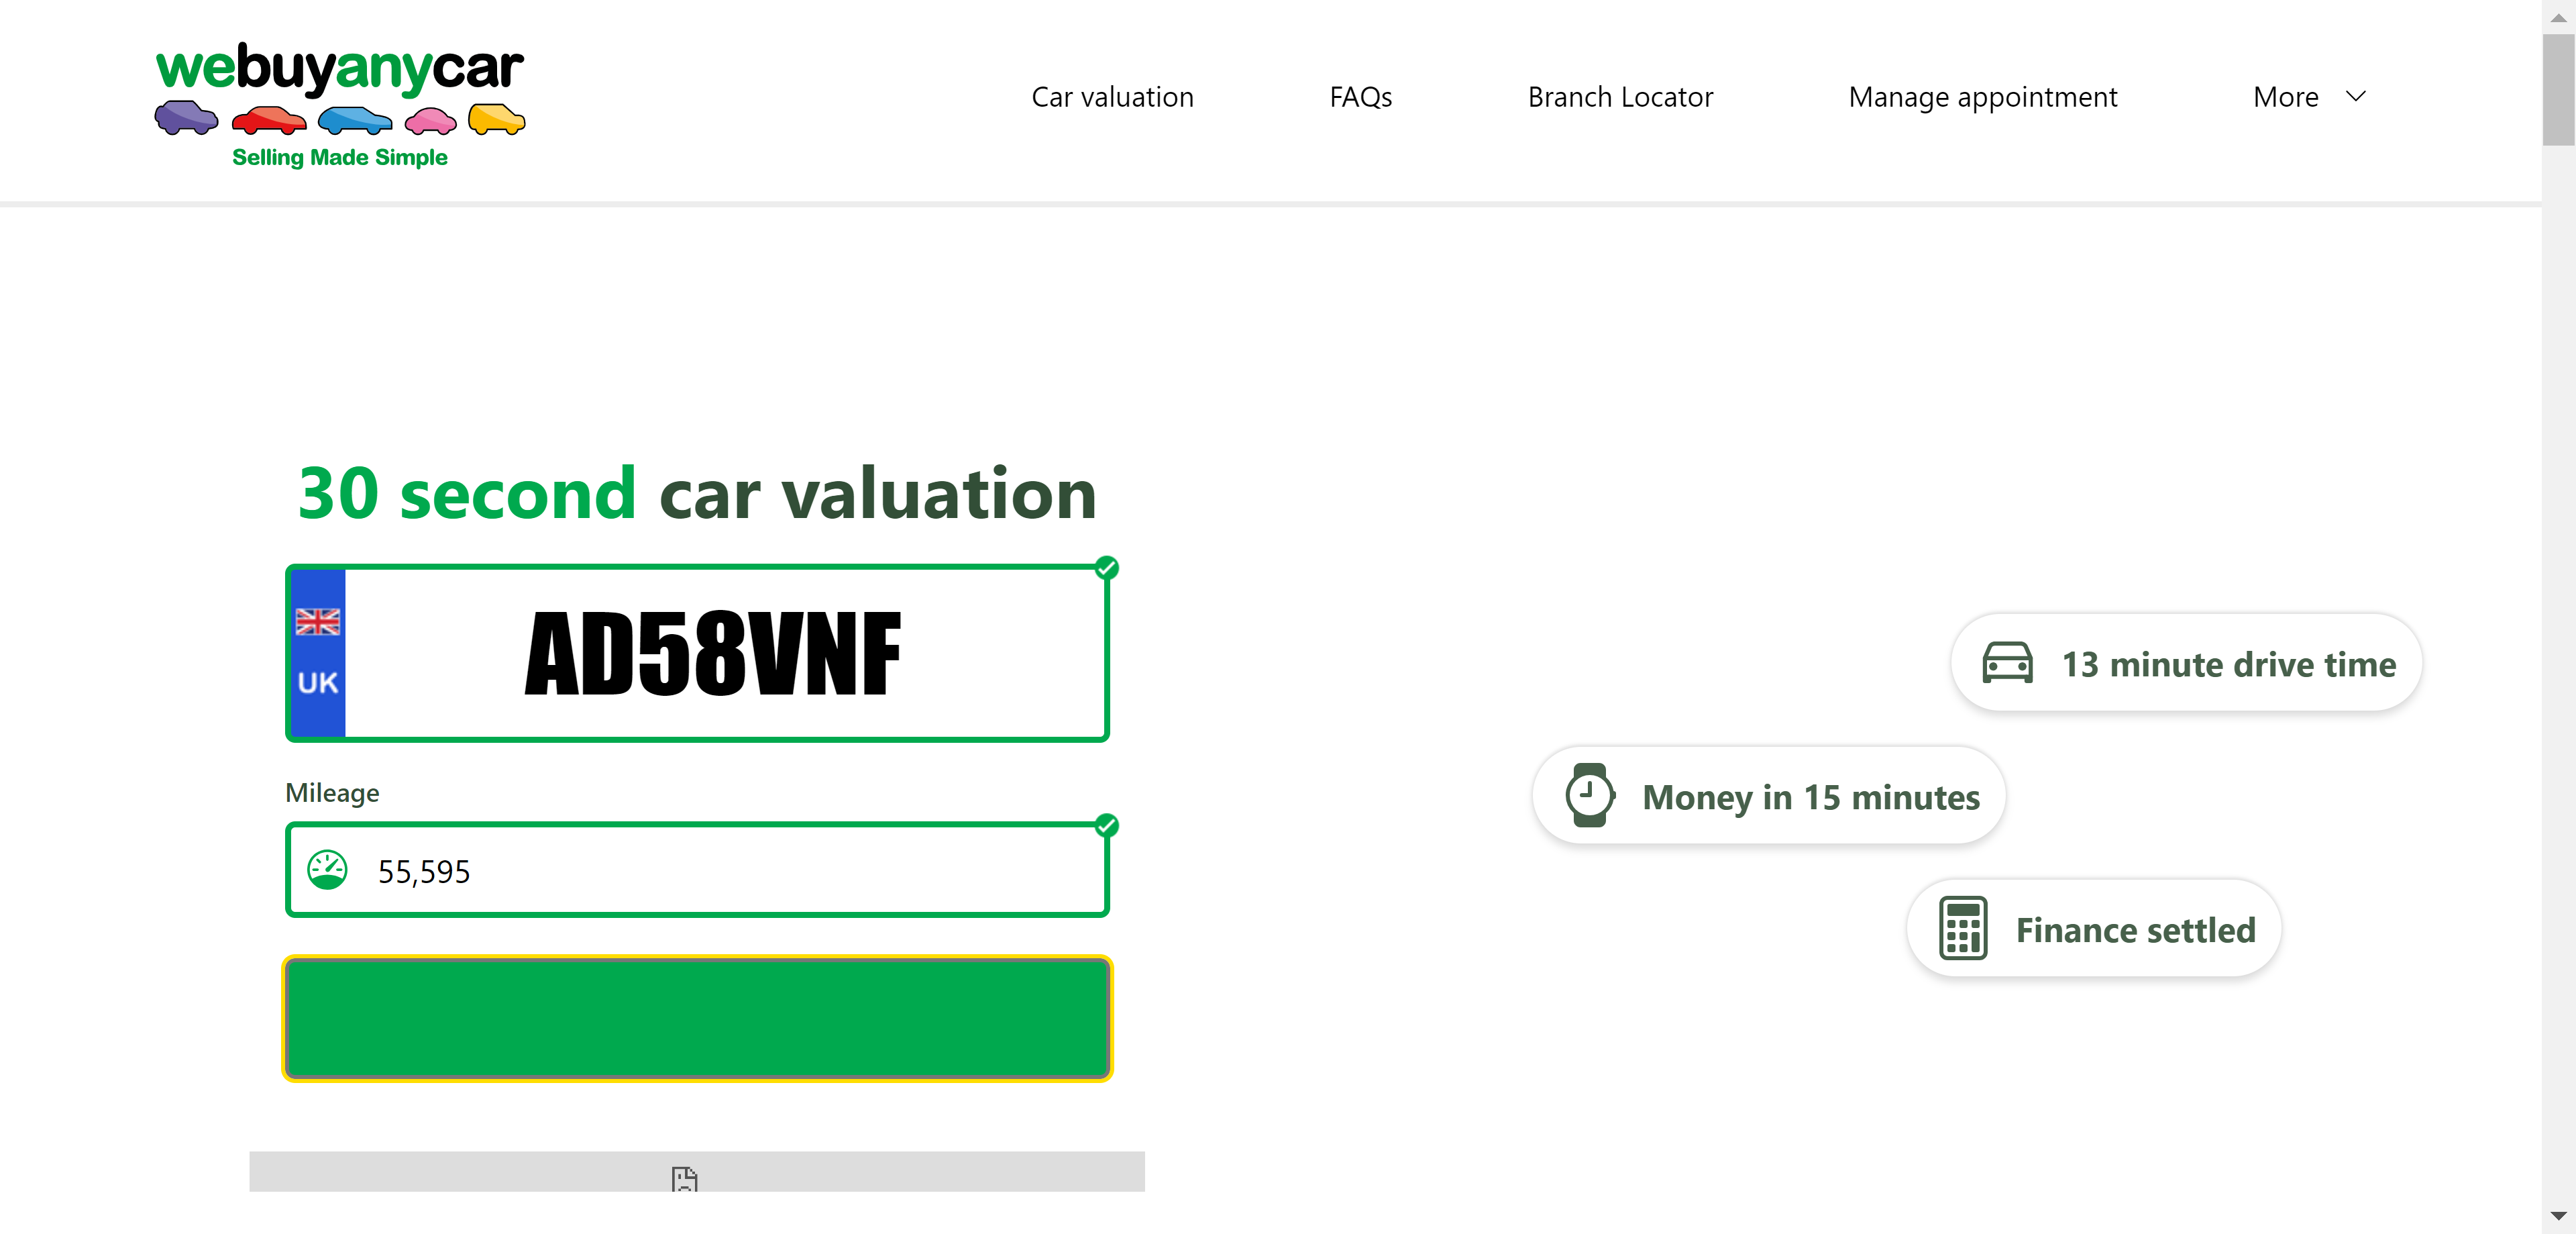 webuyanycar
Selling Made Simple
Car valuation
FAQs
Branch Locator
Manage appointment
More
30 second car valuation
UK
AD58VNF
Mileage
55,595
13 minute drive time
Money in 15 minutes
Finance settled